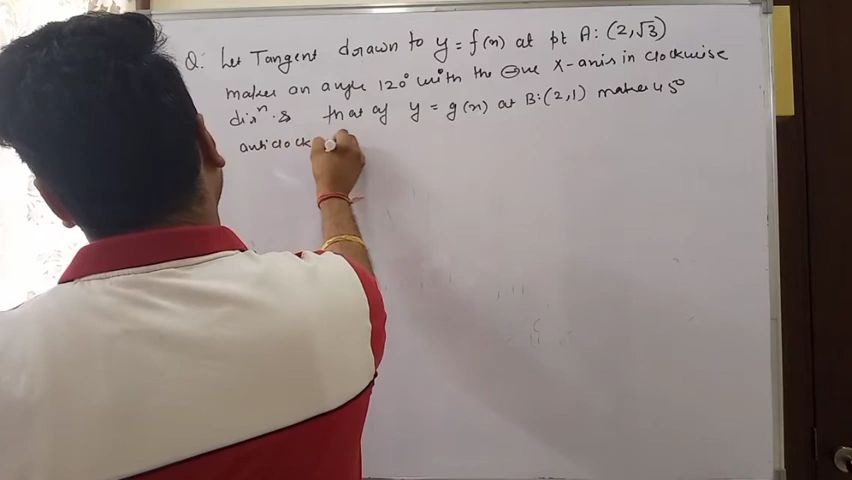 Q: Let Tangent drawn to y = f(x) at pt A: (2, √3)
makes an angle 120° with the ⊖ve X-axis in clockwise
dirⁿ. & that of y = g(x) at B: (2, 1) makes 45°
anticlock